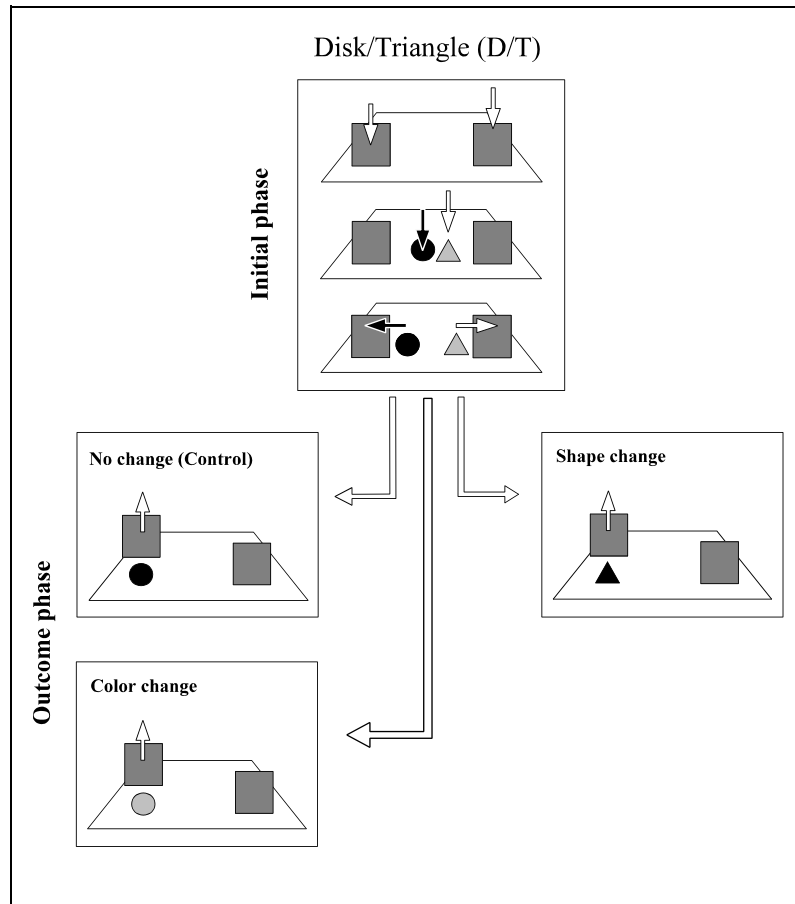 Disk/Triangle (D/T)
Initial phase
No change (Control)
Shape change
Outcome phase
Color change